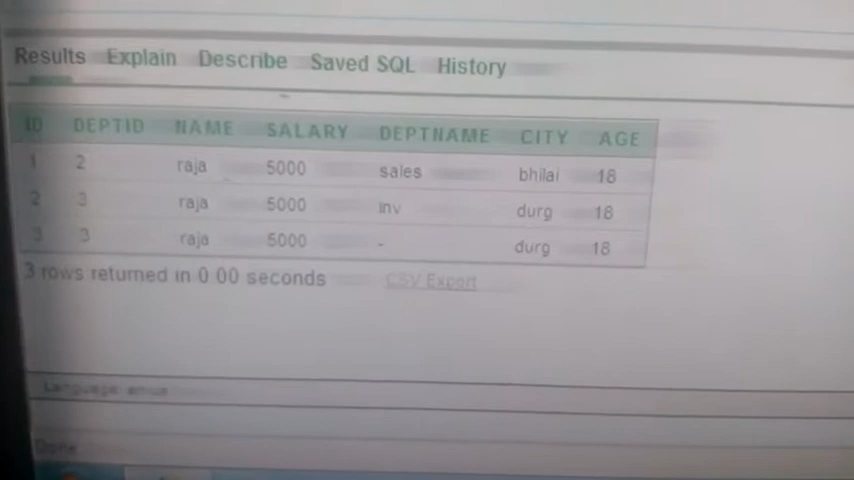 Results Explain Describe Saved SQL History
ID DEPTID NAME SALARY DEPTNAME CITY AGE
1 2 raja 5000 sales bhilai 18
2 3 raja 5000 inv durg 18
3 3 raja 5000 - durg 18
3 rows returned in 0.00 seconds CSV Export
Language:
Done